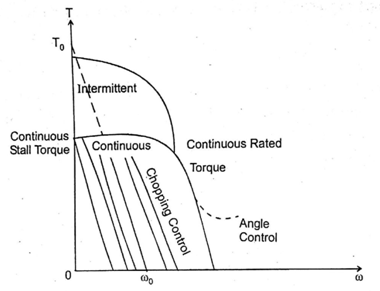 T
T₀
Intermittent
Continuous
Stall Torque
Continuous
Continuous Rated
Torque
Chopping Control
Angle
Control
0
ω₀
ω